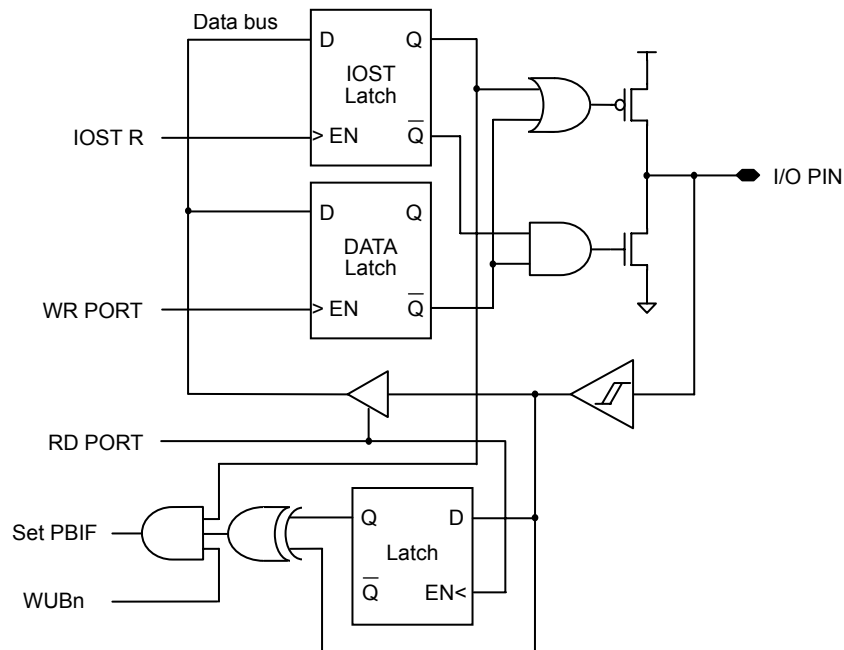 Data bus
D Q
IOST
Latch
IOST R
> EN Q̅
I/O PIN
D Q
DATA
Latch
WR PORT
> EN Q̅
RD PORT
Set PBIF
Q D
Latch
WUBn
Q̅ EN<